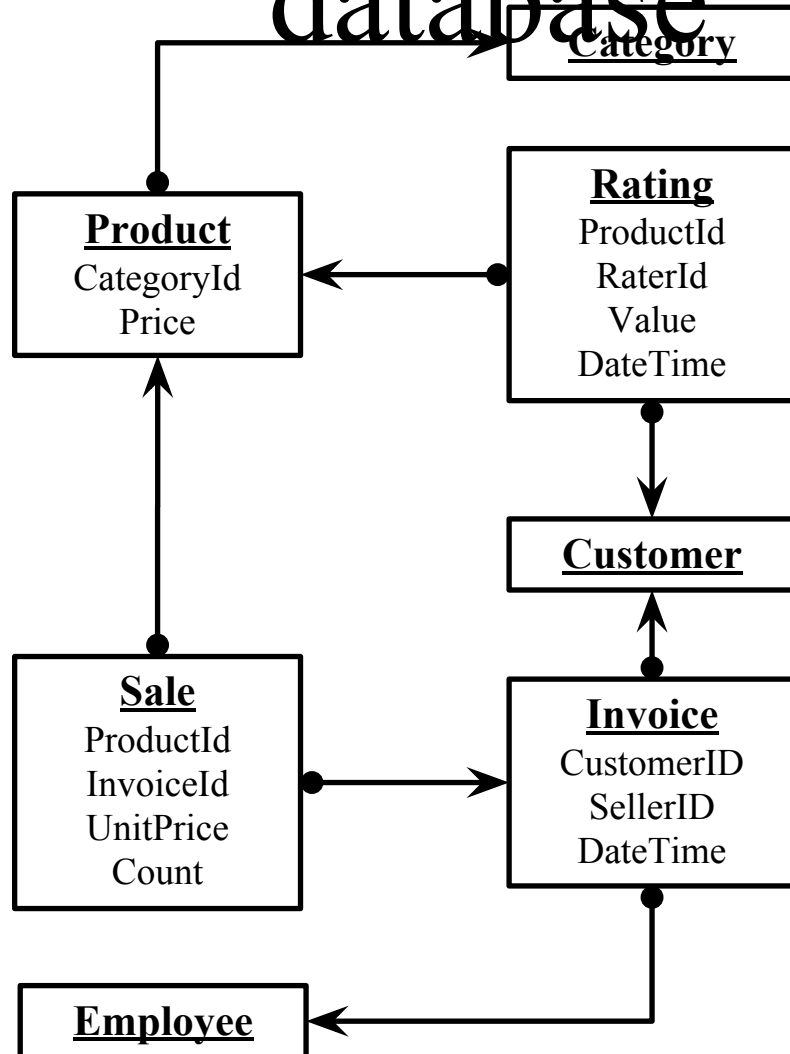 database
Category
Rating
ProductId
RaterId
Value
DateTime
Product
CategoryId
Price
Customer
Sale
ProductId
InvoiceId
UnitPrice
Count
Invoice
CustomerID
SellerID
DateTime
Employee